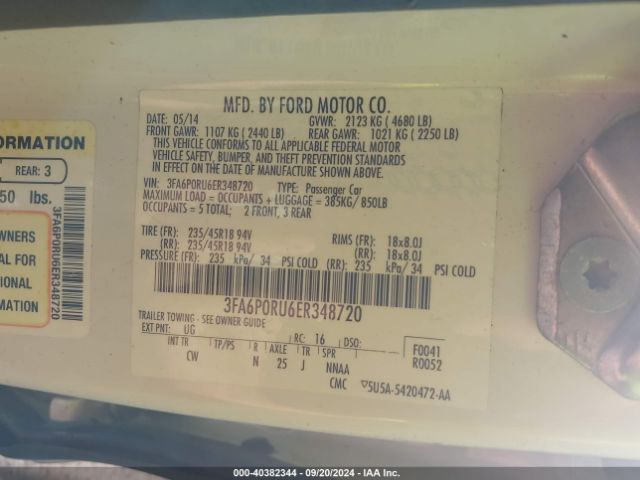 MFD. BY FORD MOTOR CO.
DATE: 05/14 GVWR: 2123 KG ( 4680 LB)
FRONT GAWR: 1107 KG ( 2440 LB) REAR GAWR: 1021 KG ( 2250 LB)
THIS VEHICLE CONFORMS TO ALL APPLICABLE FEDERAL MOTOR
VEHICLE SAFETY, BUMPER, AND THEFT PREVENTION STANDARDS
IN EFFECT ON THE DATE OF MANUFACTURE SHOWN ABOVE.
VIN: 3FA6P0RU6ER348720 TYPE: Passenger Car
MAXIMUM LOAD = OCCUPANTS + LUGGAGE = 385KG/ 850LB
OCCUPANTS = 5 TOTAL; 2 FRONT, 3 REAR
TIRE (FR): 235/45R18 94V RIMS (FR): 18x8.0J
(RR): 235/45R18 94V (RR): 18x8.0J
PRESSURE (FR): 235 kPa/ 34 PSI COLD (RR): 235 kPa/ 34 PSI COLD
3FA6P0RU6ER348720
TRAILER TOWING - SEE OWNER GUIDE
EXT PNT: UG RC: 16 DSO: F0041
INT TR TP/PS R AXLE TR SPR R0052
CW N 25 J NNAA
CMC 5U5A-5420472-AA
FORMATION
REAR: 3
50 lbs.
WNERS
AL FOR
TIONAL
RMATION
3FA6P0RU6ER348720
000-40382344 - 09/20/2024 - IAA Inc.